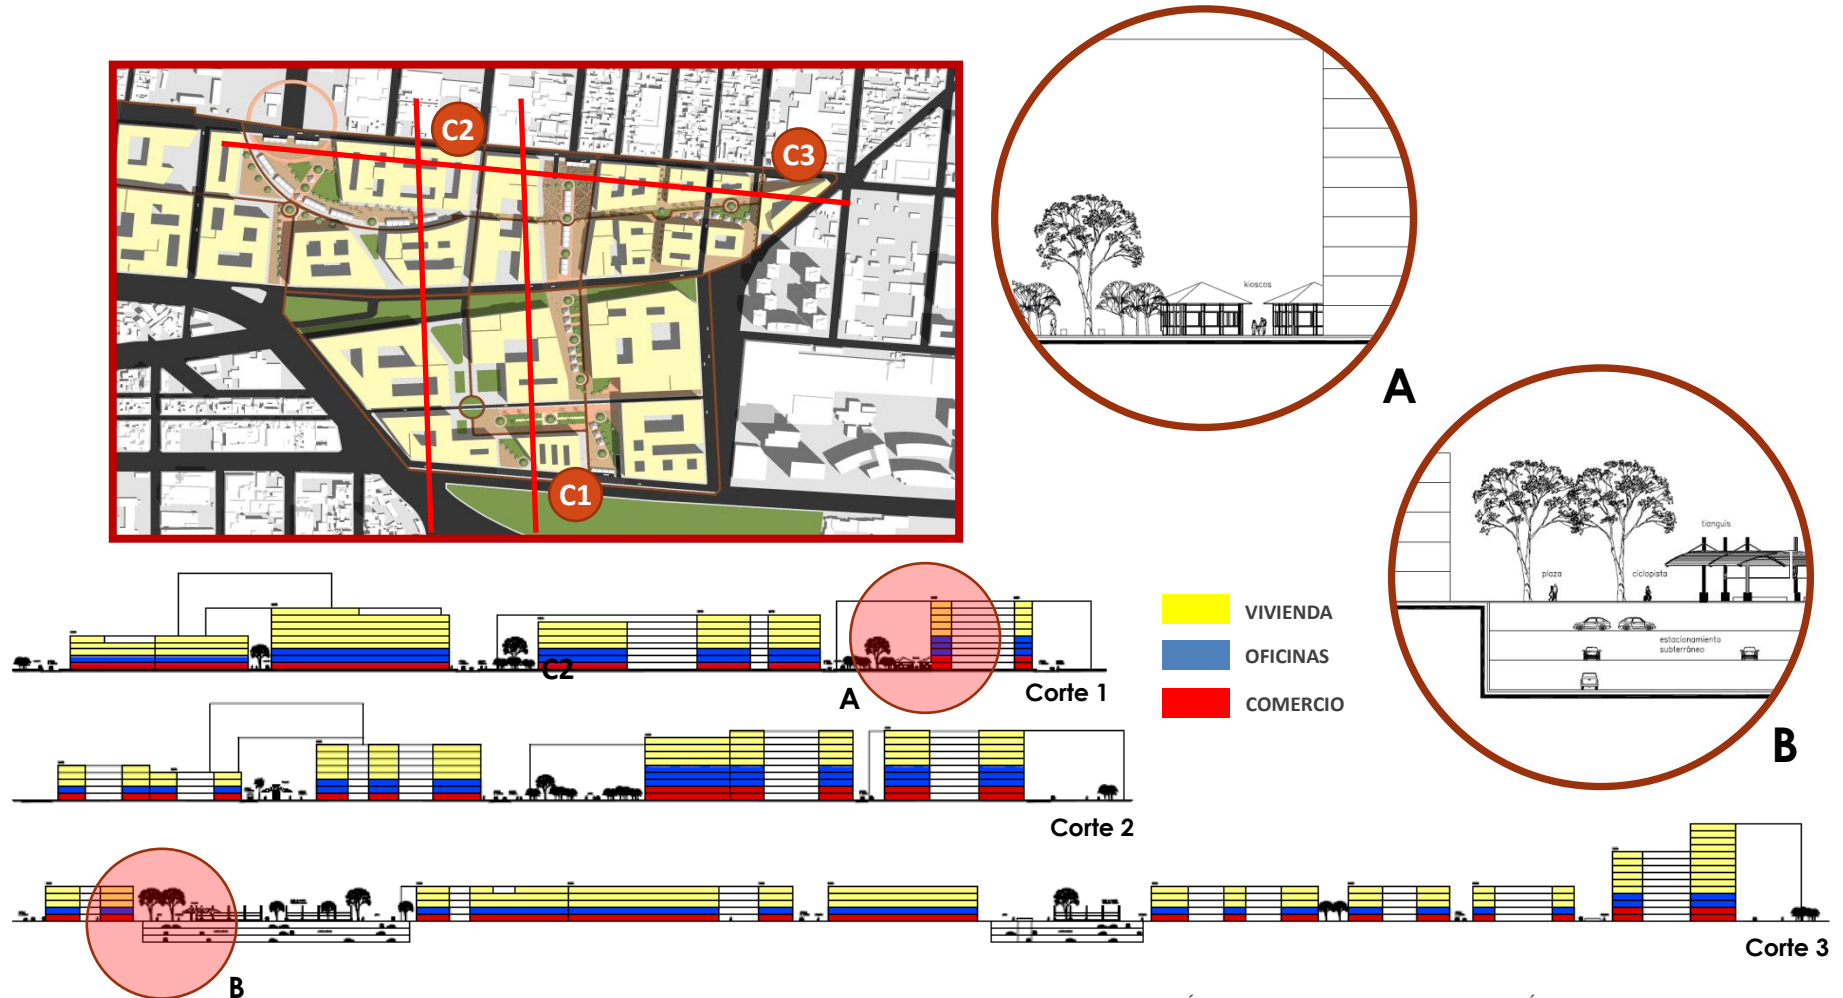 C2
C3
C1
kioscos
A
tianguis
plaza
ciclopista
estacionamiento
subterráneo
B
VIVIENDA
OFICINAS
COMERCIO
C2
A
Corte 1
Corte 2
Corte 3
B